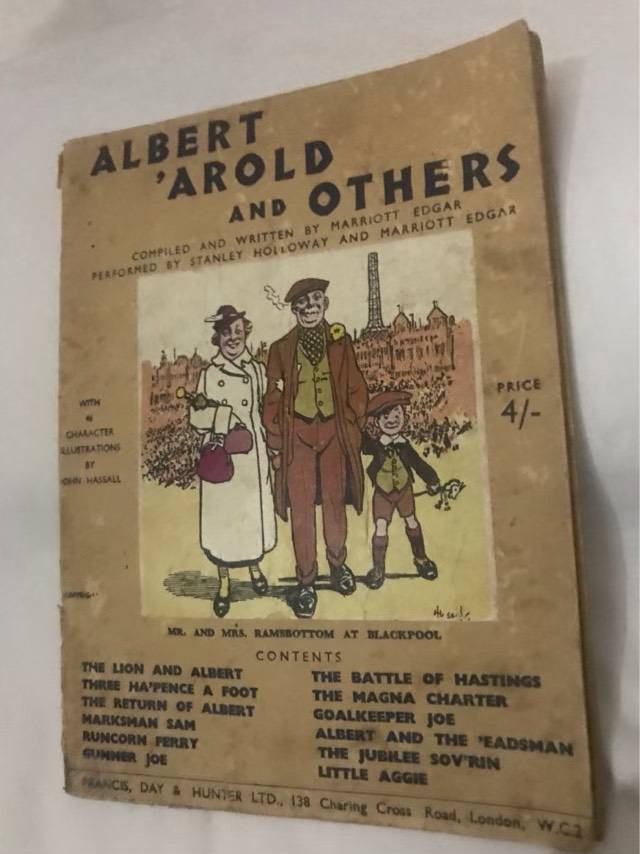 ALBERT
'AROLD
AND OTHERS
COMPILED AND WRITTEN BY MARRIOTT EDGAR
PERFORMED BY STANLEY HOLLOWAY AND MARRIOTT EDGAR
WITH
CHARACTER
ILLUSTRATIONS
BY
JOHN HASSALL
PRICE
4/-
MR. AND MRS. RAMSBOTTOM AT BLACKPOOL
CONTENTS
THE LION AND ALBERT
THREE HA'PENCE A FOOT
THE RETURN OF ALBERT
MARKSMAN SAM
RUNCORN FERRY
GUNNER JOE
THE BATTLE OF HASTINGS
THE MAGNA CHARTER
GOALKEEPER JOE
ALBERT AND THE 'EADSMAN
THE JUBILEE SOV'RIN
LITTLE AGGIE
FRANCIS, DAY & HUNTER LTD., 138 Charing Cross Road, London, W.C.2